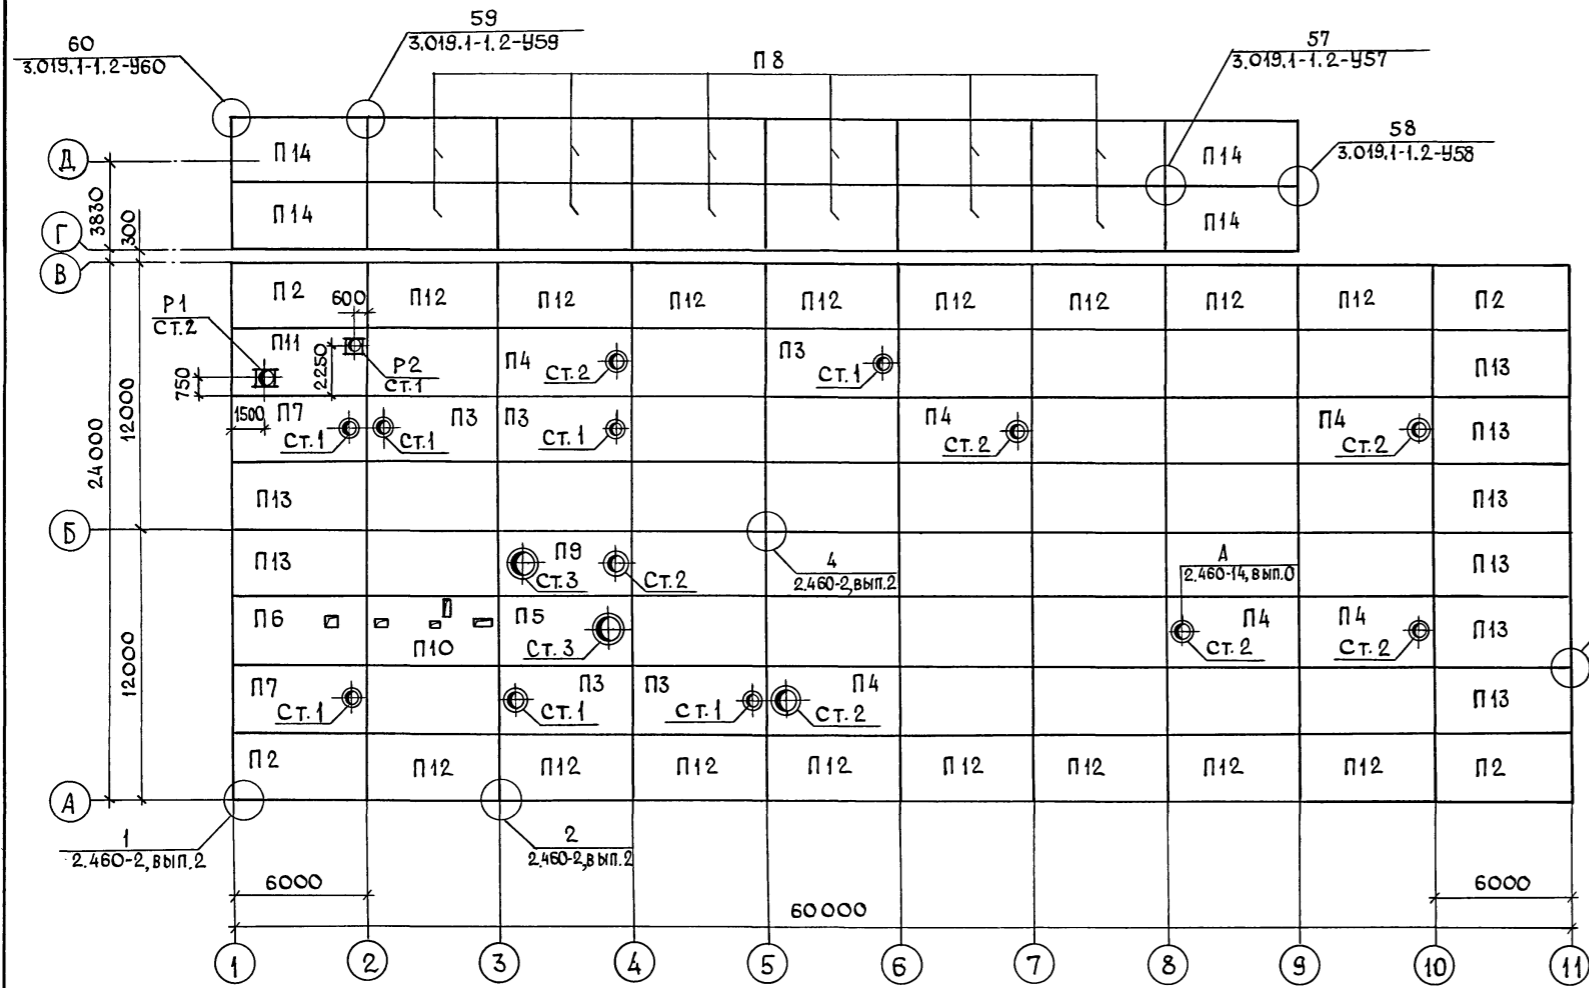 60
3.019.1-1.2-У60
59
3.019.1-1.2-У59
П8
57
3.019.1-1.2-У57
58
3.019.1-1.2-У58
Д
П14
П14
Г
П14
П14
3830
300
В
П2
П12
П12
П12
П12
П12
П12
П12
П12
П2
600
Р1
СТ.2
П11
2250
Р2
СТ.1
П4
СТ.2
П3
СТ.1
П13
750
1500
П7
СТ.1
СТ.1
П3
П3
СТ.1
П4
СТ.2
П4
СТ.2
П13
24000
12000
П13
П13
Б
П13
П9
СТ.3
СТ.2
4
2.460-2,ВЫП.2
А
2.460-14,ВЫП.0
П13
П6
П10
П5
СТ.3
П4
СТ.2
П4
СТ.2
П13
12000
П7
СТ.1
П3
СТ.1
П3
СТ.1
П4
СТ.2
П13
П2
П12
П12
П12
П12
П12
П12
П12
П12
П2
А
1
2.460-2,ВЫП.2
2
2.460-2,ВЫП.2
6000
6000
60000
1
2
3
4
5
6
7
8
9
10
11